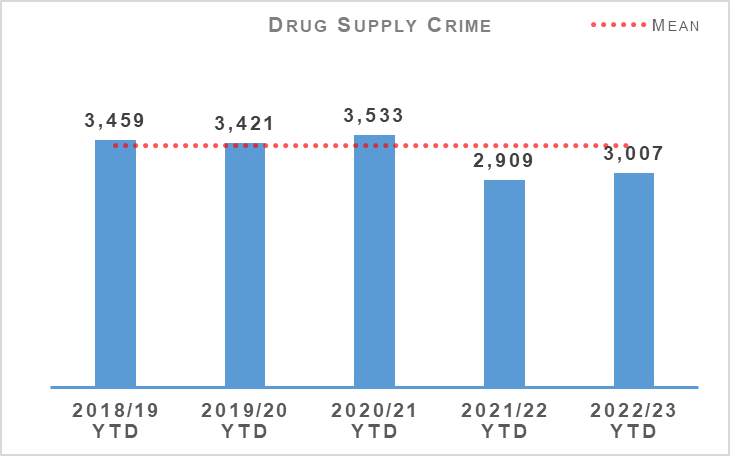 DRUG SUPPLY CRIME
MEAN
3,459
3,421
3,533
2,909
3,007
2018/19 YTD
2019/20 YTD
2020/21 YTD
2021/22 YTD
2022/23 YTD